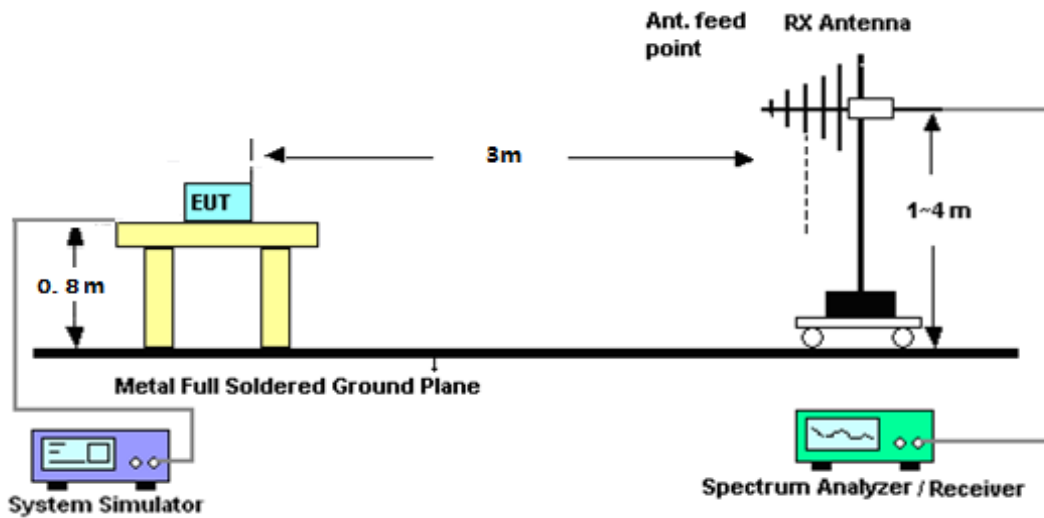 Ant. feed
point
RX Antenna
3m
EUT
1~4 m
0. 8 m
Metal Full Soldered Ground Plane
System Simulator
Spectrum Analyzer / Receiver